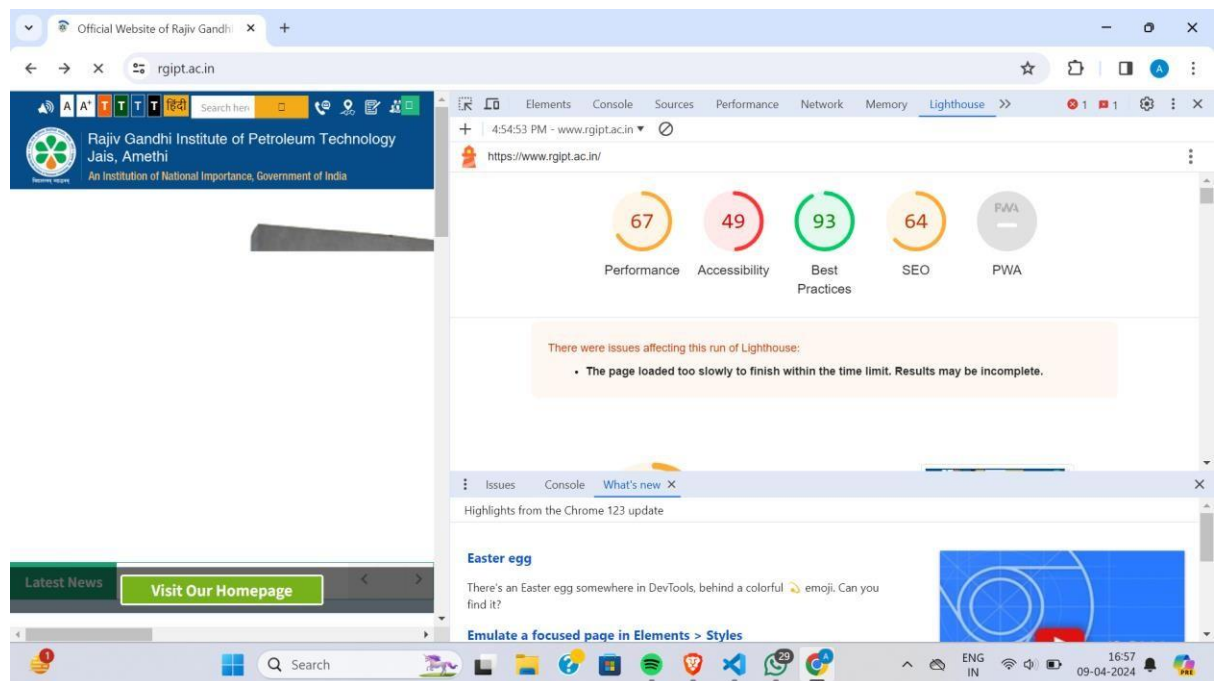 Official Website of Rajiv Gandhi
rgipt.ac.in
A A+ T T T T हिंदी Search her
Rajiv Gandhi Institute of Petroleum Technology
Jais, Amethi
An Institution of National Importance, Government of India
Latest News
Visit Our Homepage
Elements Console Sources Performance Network Memory Lighthouse 1 1
4:54:53 PM - www.rgipt.ac.in
https://www.rgipt.ac.in/
67 49 93 64 PWA
Performance Accessibility Best SEO PWA
Practices
There were issues affecting this run of Lighthouse:
• The page loaded too slowly to finish within the time limit. Results may be incomplete.
Issues Console What's new
Highlights from the Chrome 123 update
Easter egg
There's an Easter egg somewhere in DevTools, behind a colorful 💫 emoji. Can you
find it?
Emulate a focused page in Elements > Styles
1 Search 29 A ENG 16:57
IN 09-04-2024 PRE